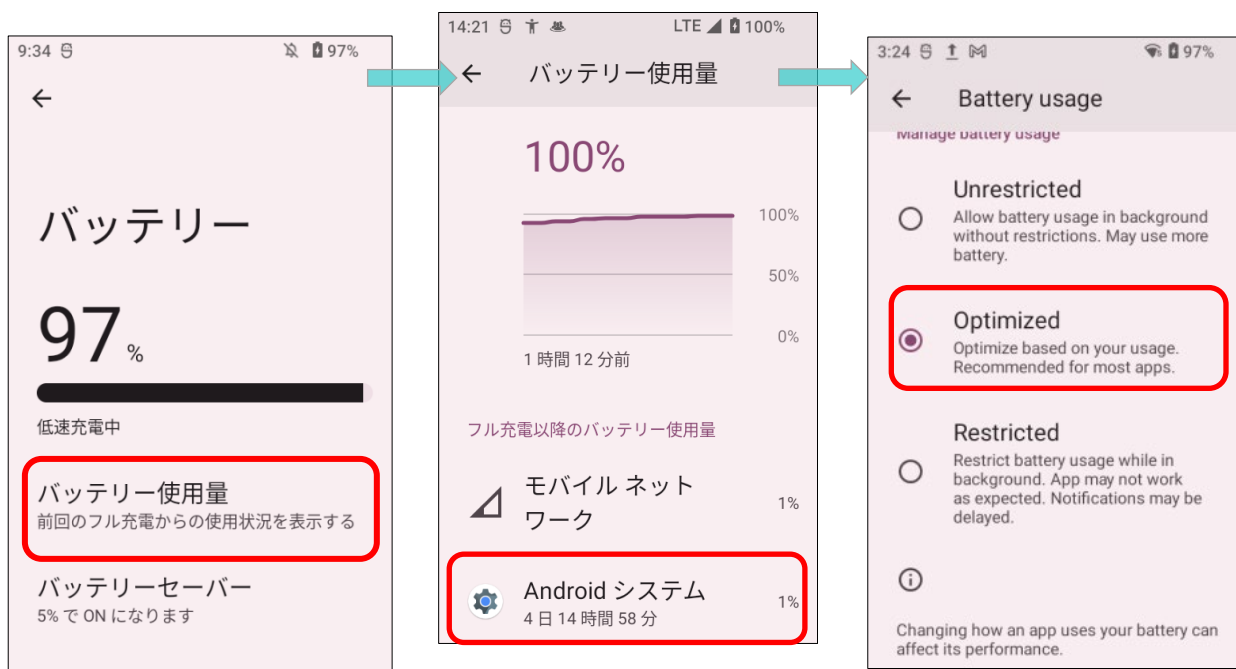 9:34
97%
バッテリー
97 %
低速充電中
バッテリー使用量
前回のフル充電からの使用状況を表示する
バッテリーセーバー
5% で ON になります
14:21
LTE
100%
バッテリー使用量
100%
100%
50%
0%
1 時間 12 分前
フル充電以降のバッテリー使用量
モバイル ネット
ワーク
1%
Android システム
4 日 14 時間 58 分
1%
3:24
97%
Battery usage
Manage battery usage
Unrestricted
Allow battery usage in background
without restrictions. May use more
battery.
Optimized
Optimize based on your usage.
Recommended for most apps.
Restricted
Restrict battery usage while in
background. App may not work
as expected. Notifications may be
delayed.
Changing how an app uses your battery can
affect its performance.